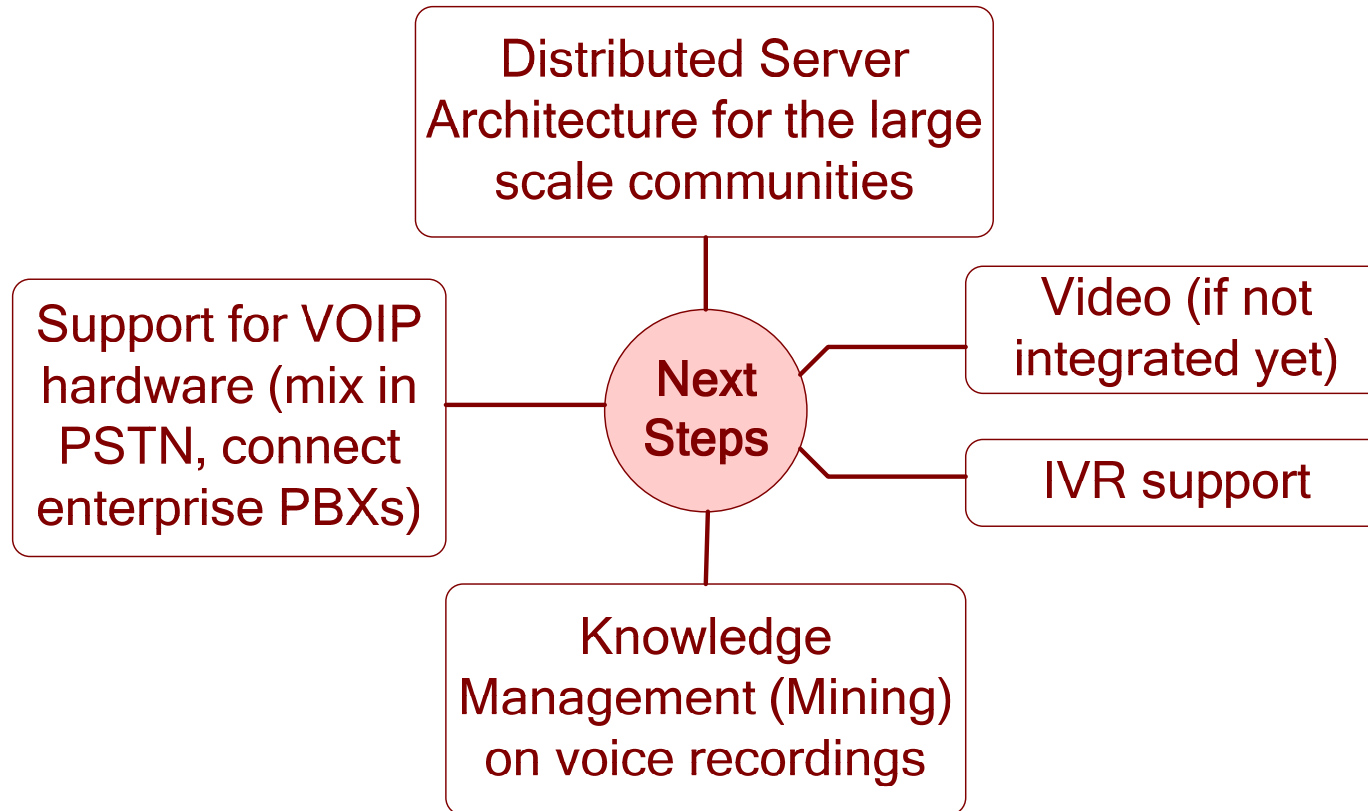 Distributed Server
Architecture for the large
scale communities
Support for VOIP
hardware (mix in
PSTN, connect
enterprise PBXs)
Next
Steps
Video (if not
integrated yet)
IVR support
Knowledge
Management (Mining)
on voice recordings